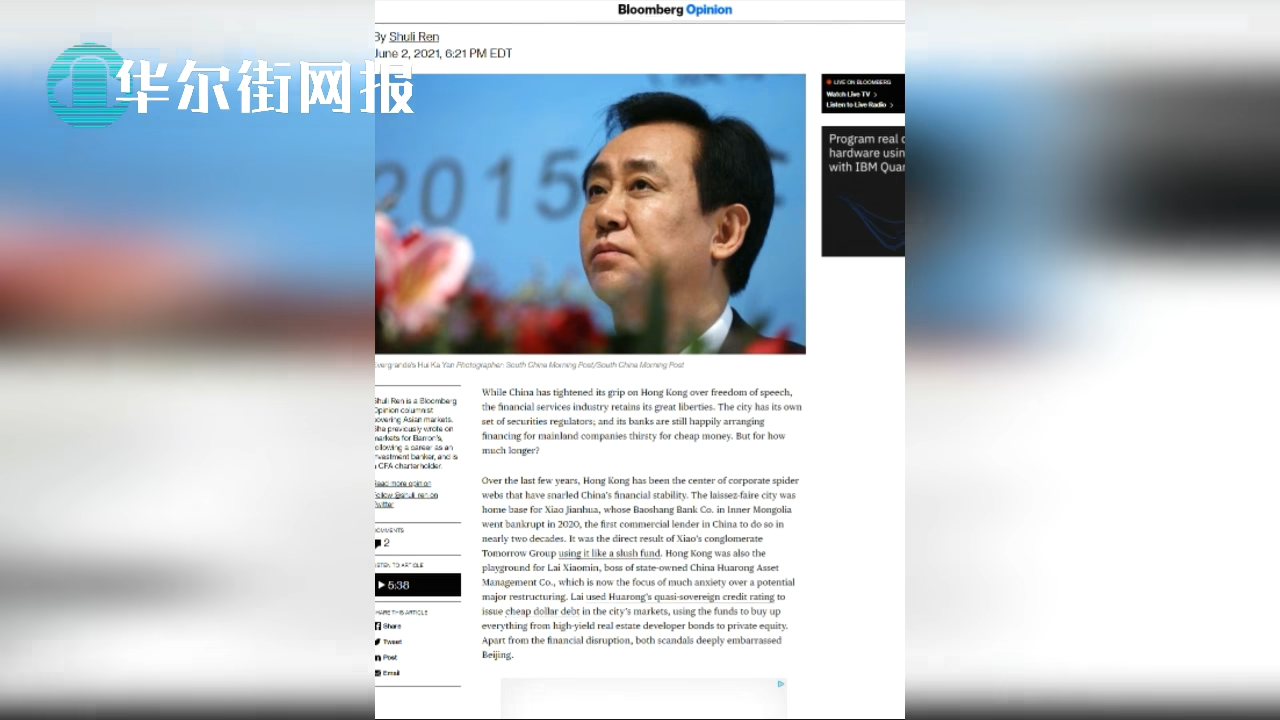 Bloomberg Opinion
By Shuli Ren
June 2, 2021, 6:21 PM EDT
华尔街网报
2015
LIVE ON BLOOMBERG
Watch Live TV >
Listen to Live Radio >
Program real
hardware usin
with IBM Qua
vergrande's Hui Ka Yan Photographer: South China Morning Post/South China Morning Post
Shuli Ren is a Bloomberg
Opinion columnist
covering Asian markets.
She previously wrote on
markets for Barron's,
following a career as an
investment banker, and is
a CFA charterholder.
Read more opinion
Follow @shuli_ren on
Twitter
COMMENTS
2
LISTEN TO ARTICLE
5:38
SHARE THIS ARTICLE
Share
Tweet
Post
Email
While China has tightened its grip on Hong Kong over freedom of speech,
the financial services industry retains its great liberties. The city has its own
set of securities regulators; and its banks are still happily arranging
financing for mainland companies thirsty for cheap money. But for how
much longer?
Over the last few years, Hong Kong has been the center of corporate spider
webs that have snarled China's financial stability. The laissez-faire city was
home base for Xiao Jianhua, whose Baoshang Bank Co. in Inner Mongolia
went bankrupt in 2020, the first commercial lender in China to do so in
nearly two decades. It was the direct result of Xiao's conglomerate
Tomorrow Group using it like a slush fund. Hong Kong was also the
playground for Lai Xiaomin, boss of state-owned China Huarong Asset
Management Co., which is now the focus of much anxiety over a potential
major restructuring. Lai used Huarong's quasi-sovereign credit rating to
issue cheap dollar debt in the city's markets, using the funds to buy up
everything from high-yield real estate developer bonds to private equity.
Apart from the financial disruption, both scandals deeply embarrassed
Beijing.